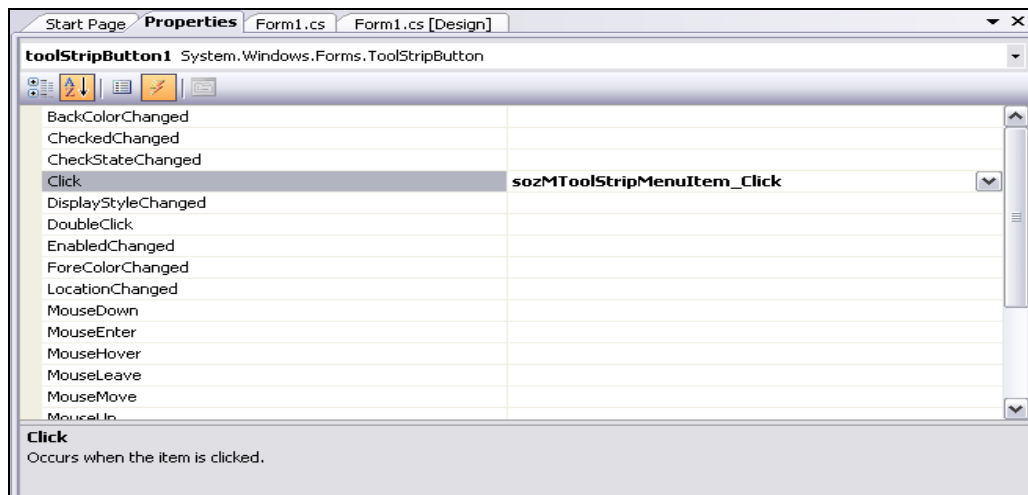 Start Page Properties Form1.cs Form1.cs [Design]
toolStripButton1 System.Windows.Forms.ToolStripButton
BackColorChanged
CheckedChanged
CheckStateChanged
Click sozMToolStripMenuItem_Click
DisplayStyleChanged
DoubleClick
EnabledChanged
ForeColorChanged
LocationChanged
MouseDown
MouseEnter
MouseHover
MouseLeave
MouseMove
MouseUp
Click
Occurs when the item is clicked.